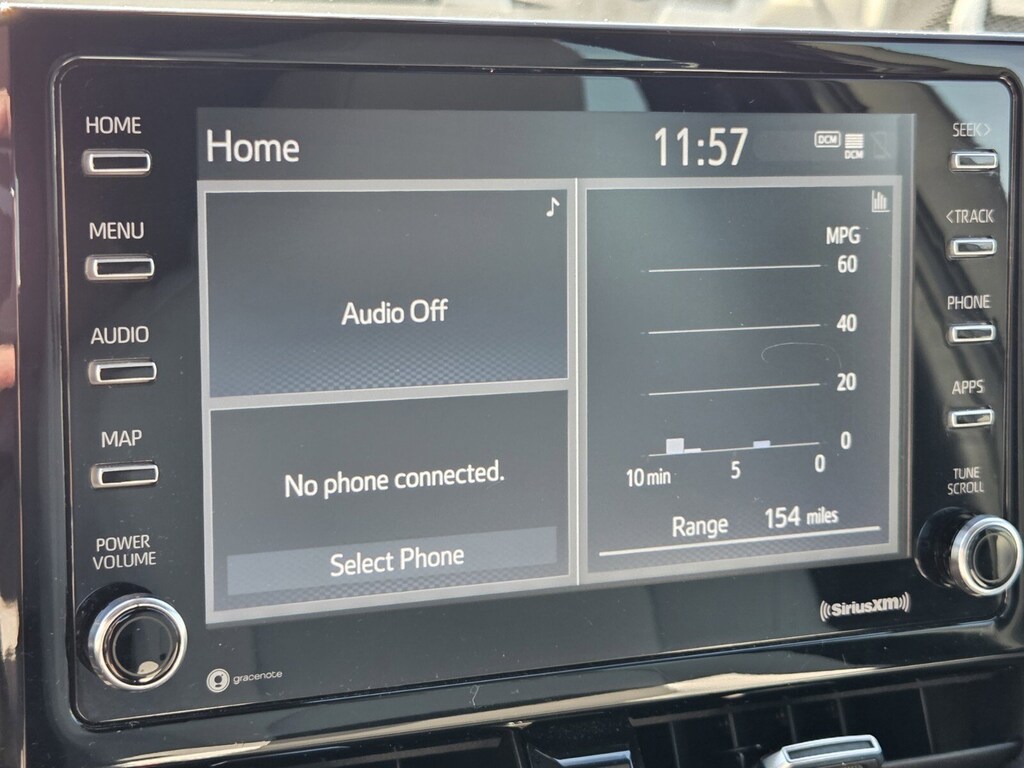 HOME
MENU
AUDIO
MAP
POWER
VOLUME
Home
11:57
DCM
DCM
Audio Off
No phone connected.
Select Phone
MPG
60
40
20
0
10 min 5 0
Range 154 miles
SEEK>
<TRACK
PHONE
APPS
TUNE
SCROLL
gracenote
((SiriusXM))